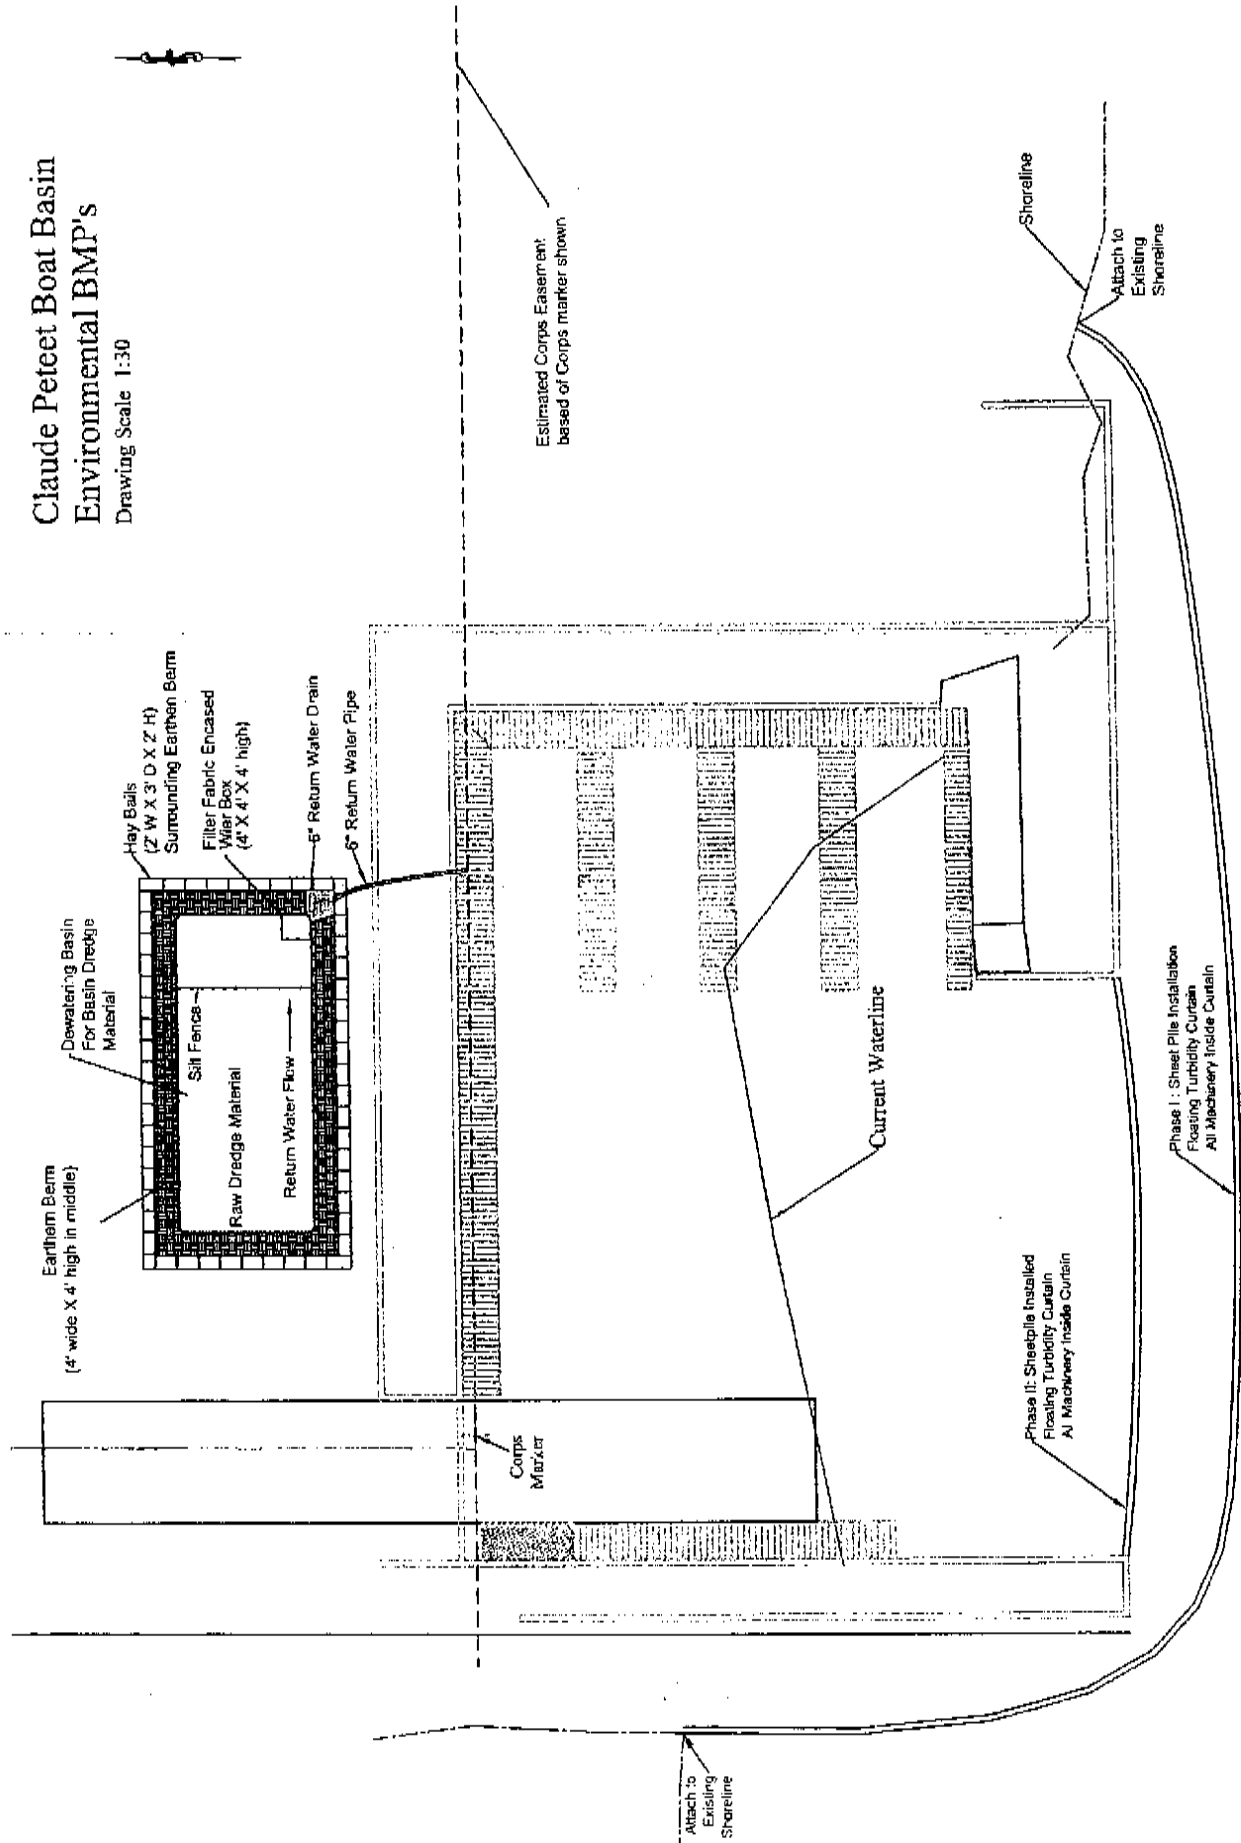 Claude Peteet Boat Basin
Environmental BMP's
Drawing Scale 1:30
Earthern Berm
(4' wide X 4' high in middle)
Dewatering Basin
For Basin Dredge
Material
Hay Bails
(2' W X 3' D X 2' H)
Surrounding Earthen Berm
Filter Fabric Encased
Wier Box
(4' X 4' X 4' high)
6" Return Water Drain
6" Return Water Pipe
Silt Fence
Raw Dredge Material
Return Water Flow
Estimated Corps Easement
based of Corps marker shown
Corps
Marker
Current Waterline
Shoreline
Attach to
Existing
Shoreline
Phase II: Sheetpile Installed
Floating Turbidity Curtain
All Machinery Inside Curtain
Phase I : Sheet Pile Installation
Floating Turbidity Curtain
All Machinery Inside Curtain
Attach to
Existing
Shoreline